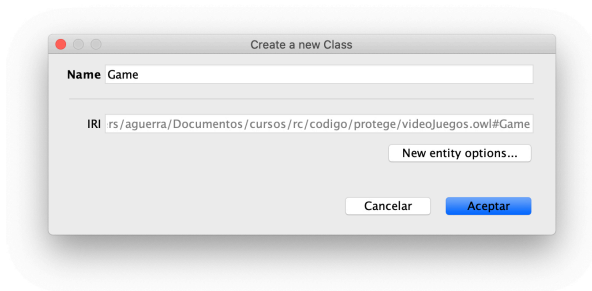 Create a new Class
Name Game
IRI rs/aguerra/Documentos/cursos/rc/codigo/protege/videoJuegos.owl#Game
New entity options...
Cancelar Aceptar